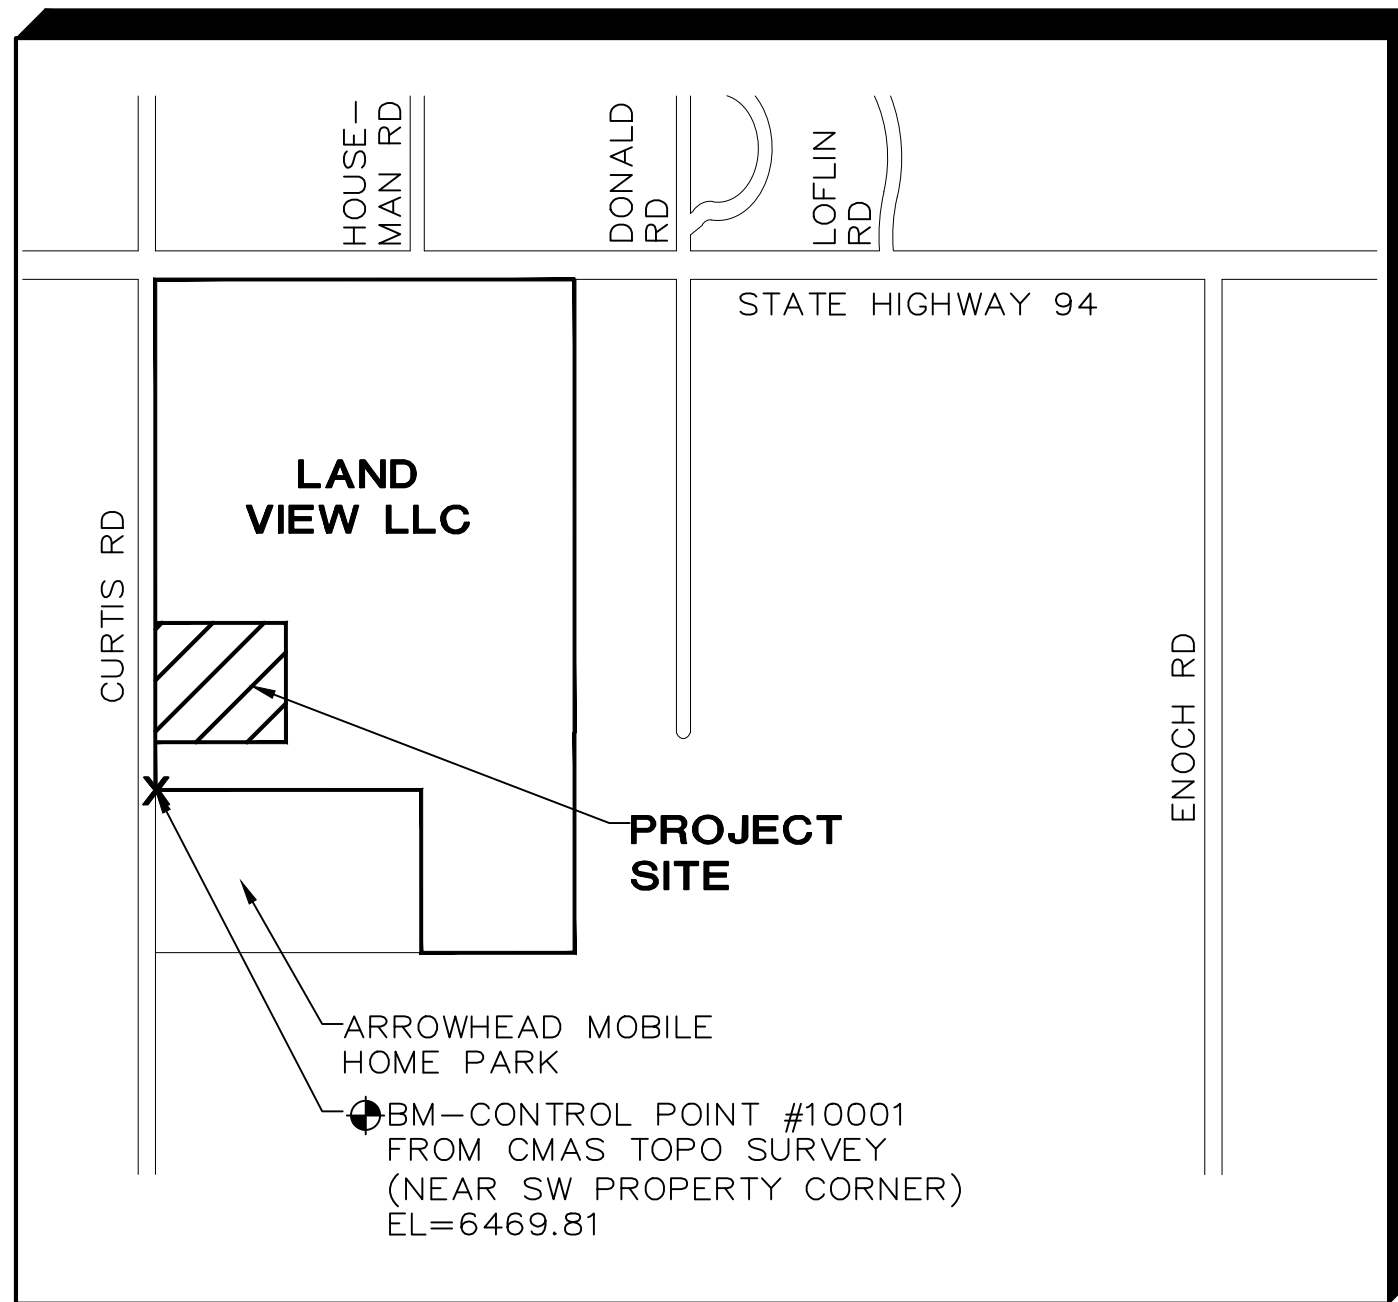 HOUSE-
MAN RD
DONALD
RD
LOFLIN
RD
STATE HIGHWAY 94
LAND
VIEW LLC
CURTIS RD
ENOCH RD
X
PROJECT
SITE
ARROWHEAD MOBILE
HOME PARK
BM-CONTROL POINT #10001
FROM CMAS TOPO SURVEY
(NEAR SW PROPERTY CORNER)
EL=6469.81